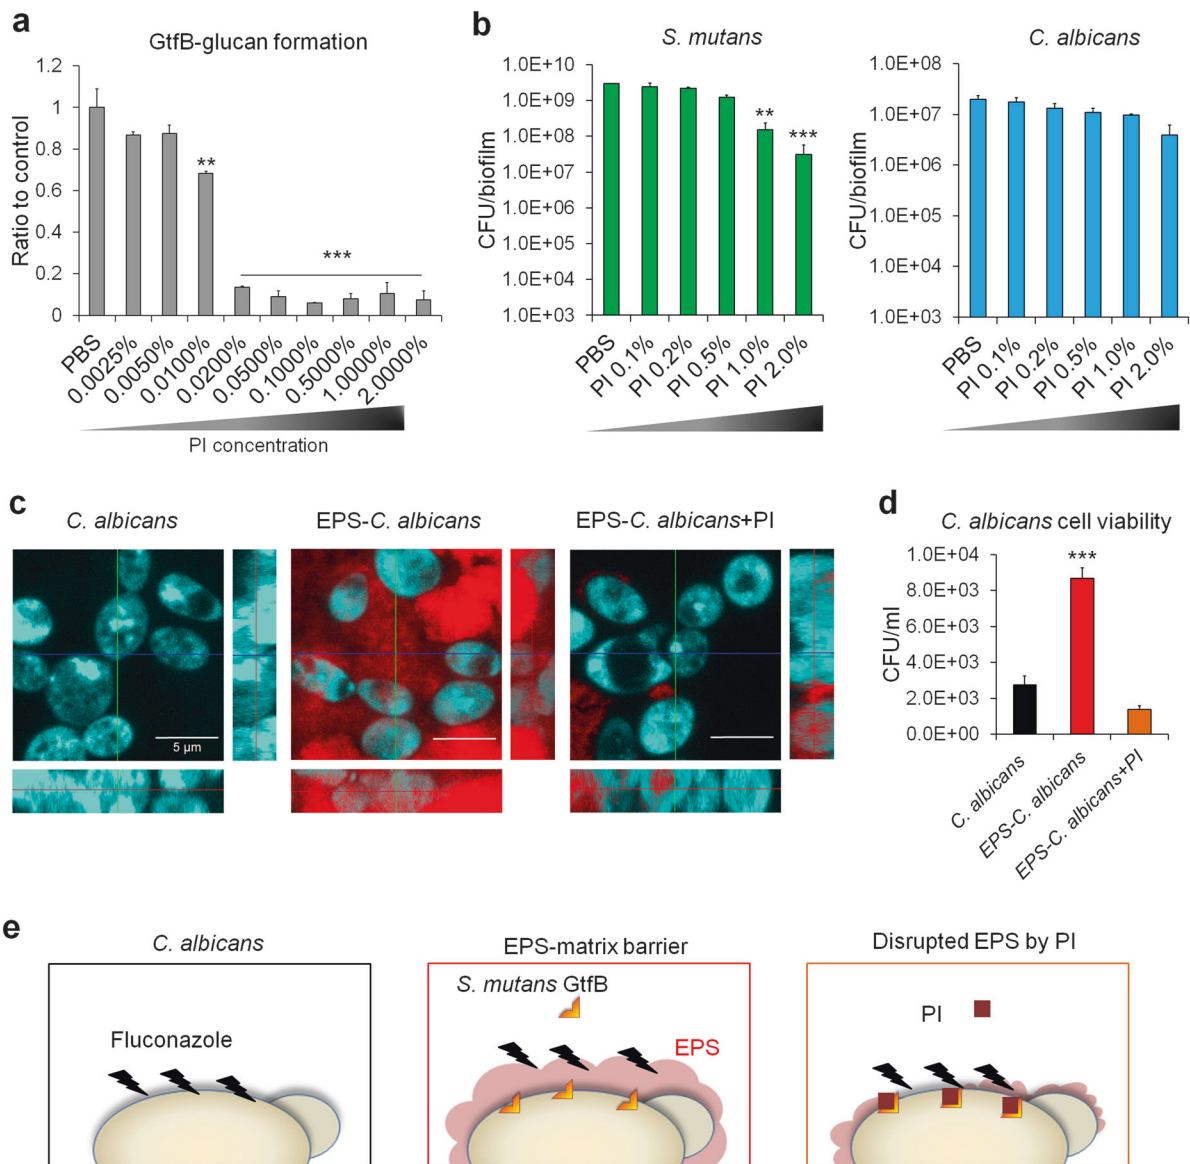 a
GtfB-glucan formation
Ratio to control
1.2
1
0.8
0.6
0.4
0.2
0
**
***
PBS
0.0025%
0.0050%
0.0100%
0.0200%
0.0500%
0.1000%
0.5000%
1.0000%
2.0000%
PI concentration
b
S. mutans
CFU/biofilm
1.0E+10
1.0E+09
1.0E+08
1.0E+07
1.0E+06
1.0E+05
1.0E+04
1.0E+03
**
***
PBS
PI 0.1%
PI 0.2%
PI 0.5%
PI 1.0%
PI 2.0%
C. albicans
CFU/biofilm
1.0E+08
1.0E+07
1.0E+06
1.0E+05
1.0E+04
1.0E+03
PBS
PI 0.1%
PI 0.2%
PI 0.5%
PI 1.0%
PI 2.0%
c
C. albicans
EPS-C. albicans
EPS-C. albicans+PI
5 µm
d
C. albicans cell viability
CFU/ml
1.0E+04
8.0E+03
6.0E+03
4.0E+03
2.0E+03
0.0E+00
***
C. albicans
EPS-C. albicans
EPS-C. albicans+PI
e
C. albicans
Fluconazole
EPS-matrix barrier
S. mutans GtfB
EPS
Disrupted EPS by PI
PI